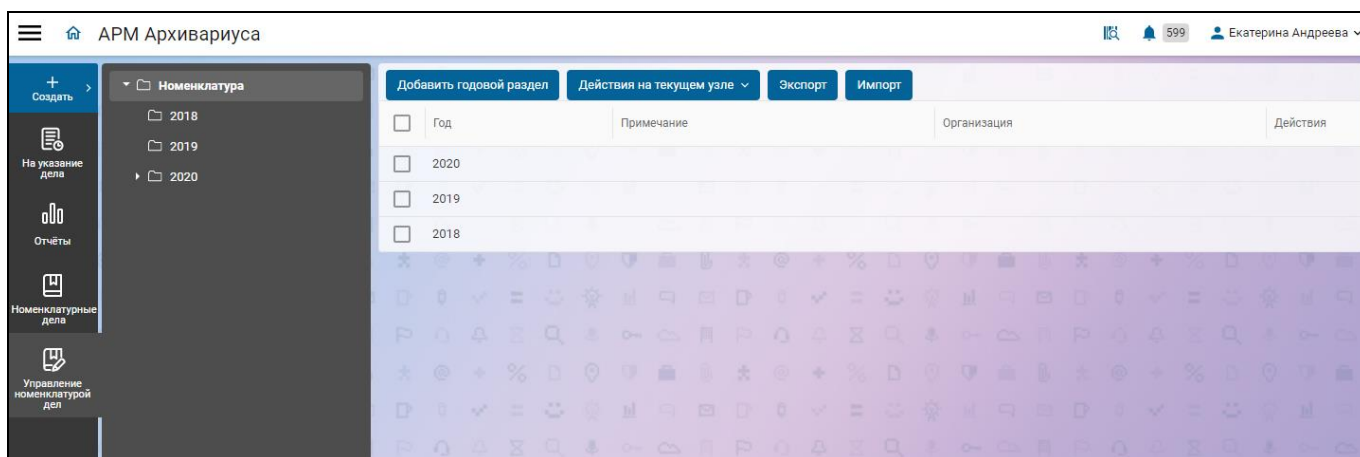 АРМ Архивариуса
599
Екатерина Андреева
Создать
На указание
дела
Отчёты
Номенклатурные
дела
Управление
номенклатурой
дел
Номенклатура
2018
2019
2020
Добавить годовой раздел
Действия на текущем узле
Экспорт
Импорт
Год Примечание Организация Действия
2020
2019
2018